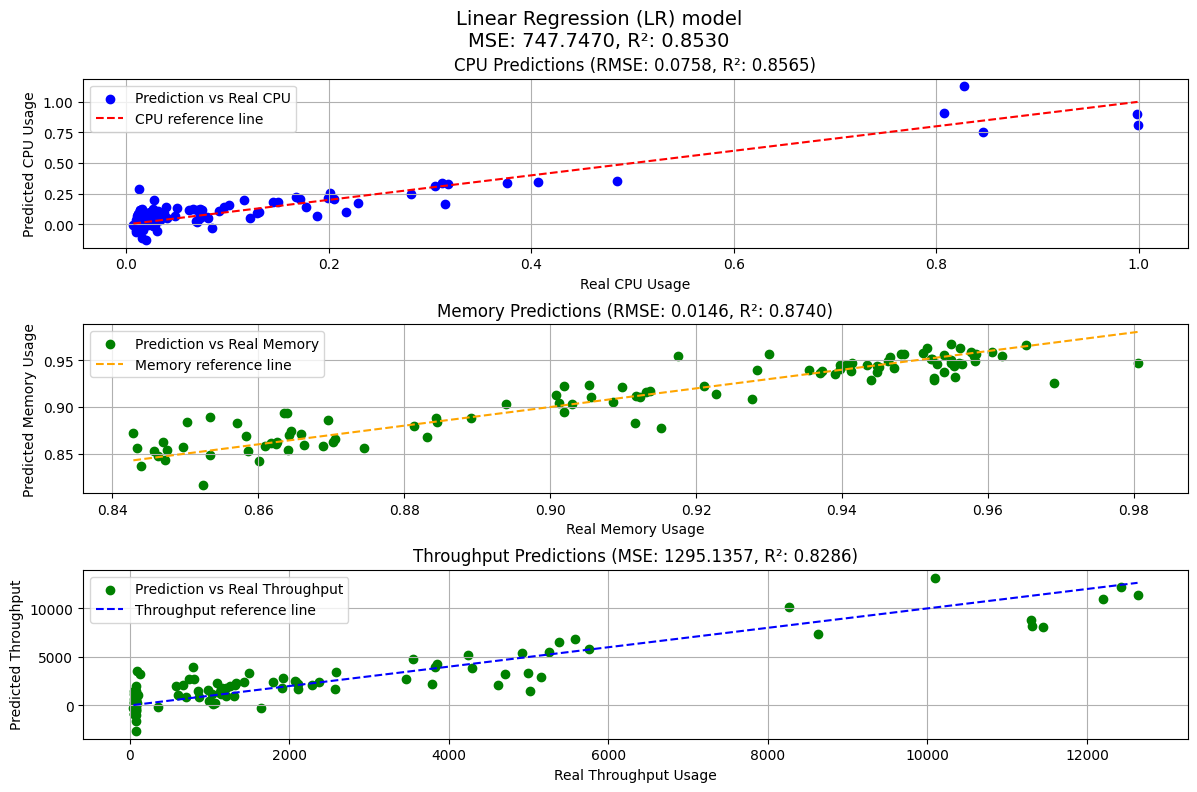 Linear Regression (LR) model
MSE: 747.7470, R²: 0.8530
CPU Predictions (RMSE: 0.0758, R²: 0.8565)
Prediction vs Real CPU
CPU reference line
Predicted CPU Usage
1.00
0.75
0.50
0.25
0.00
0.0 0.2 0.4 0.6 0.8 1.0
Real CPU Usage
Memory Predictions (RMSE: 0.0146, R²: 0.8740)
Prediction vs Real Memory
Memory reference line
Predicted Memory Usage
0.95
0.90
0.85
0.84 0.86 0.88 0.90 0.92 0.94 0.96 0.98
Real Memory Usage
Throughput Predictions (MSE: 1295.1357, R²: 0.8286)
Prediction vs Real Throughput
Throughput reference line
Predicted Throughput
10000
5000
0
0 2000 4000 6000 8000 10000 12000
Real Throughput Usage